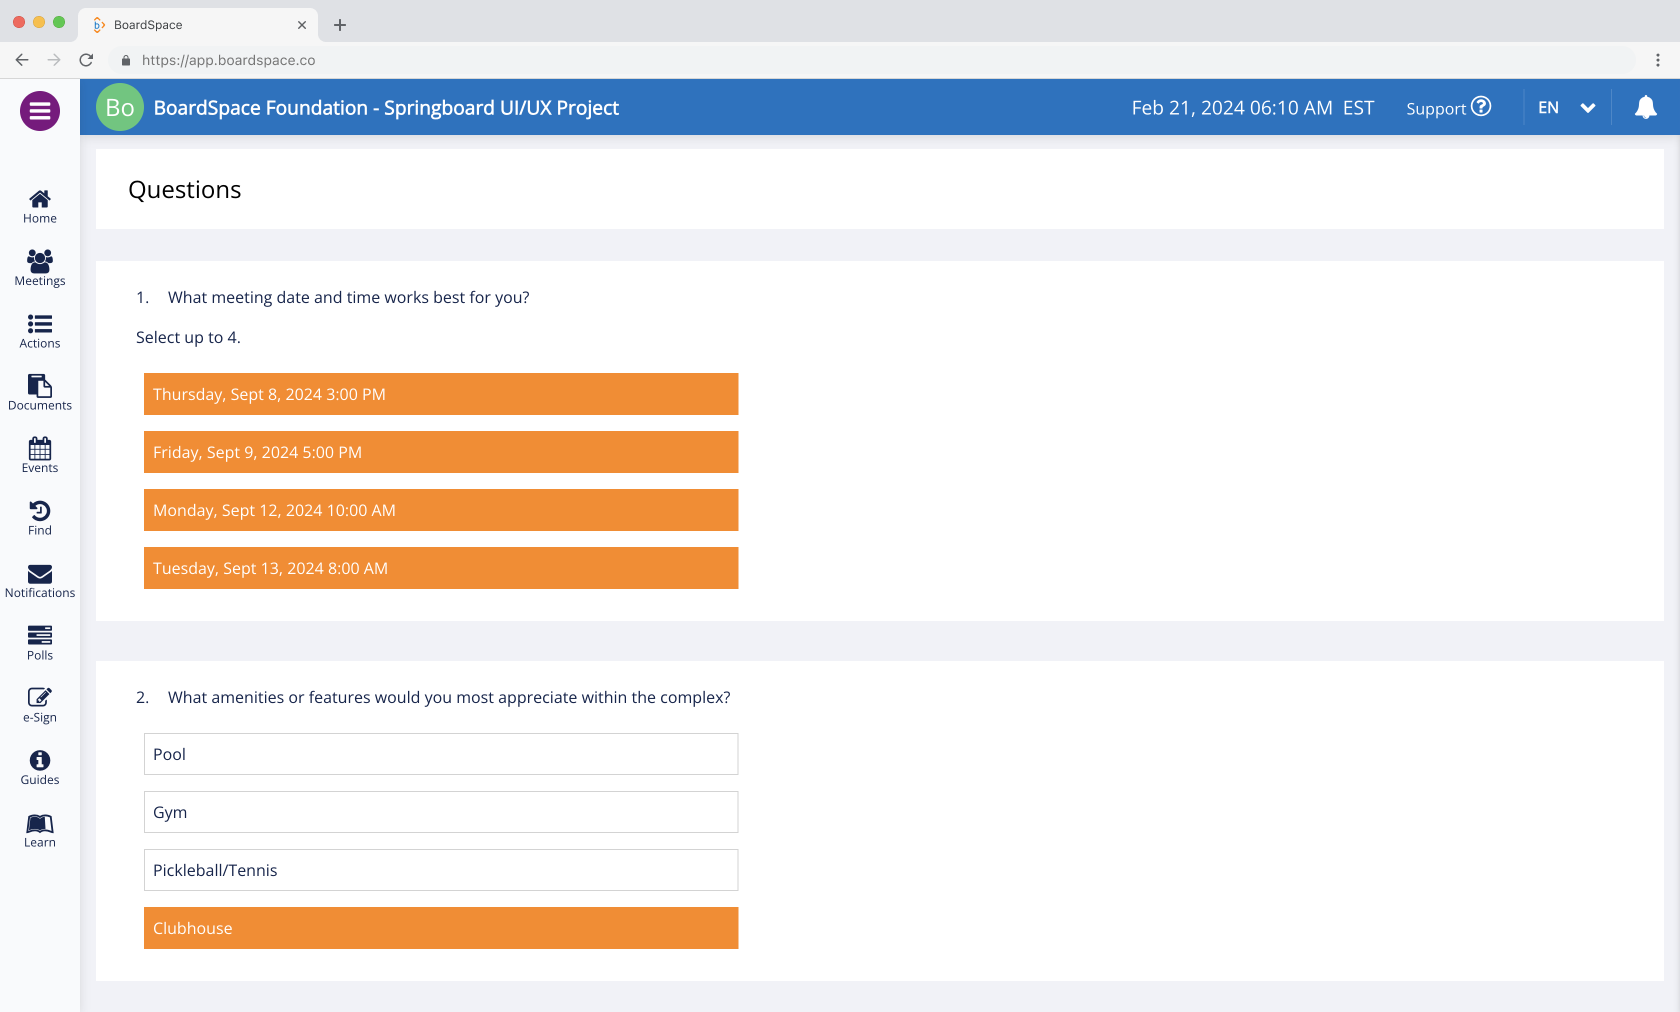 BoardSpace
https://app.boardspace.co
Bo BoardSpace Foundation - Springboard UI/UX Project Feb 21, 2024 06:10 AM EST Support EN
Home
Meetings
Actions
Documents
Events
Find
Notifications
Polls
e-Sign
Guides
Learn
Questions
1. What meeting date and time works best for you?
Select up to 4.
Thursday, Sept 8, 2024 3:00 PM
Friday, Sept 9, 2024 5:00 PM
Monday, Sept 12, 2024 10:00 AM
Tuesday, Sept 13, 2024 8:00 AM
2. What amenities or features would you most appreciate within the complex?
Pool
Gym
Pickleball/Tennis
Clubhouse